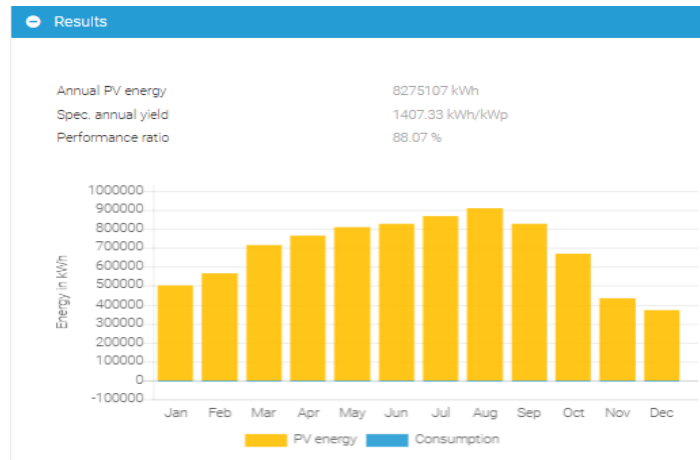 Results
Annual PV energy 8275107 kWh
Spec. annual yield 1407.33 kWh/kWp
Performance ratio 88.07 %
1000000
900000
800000
700000
600000
500000
400000
300000
200000
100000
0
-100000
Energy in kWh
Jan Feb Mar Apr May Jun Jul Aug Sep Oct Nov Dec
PV energy Consumption